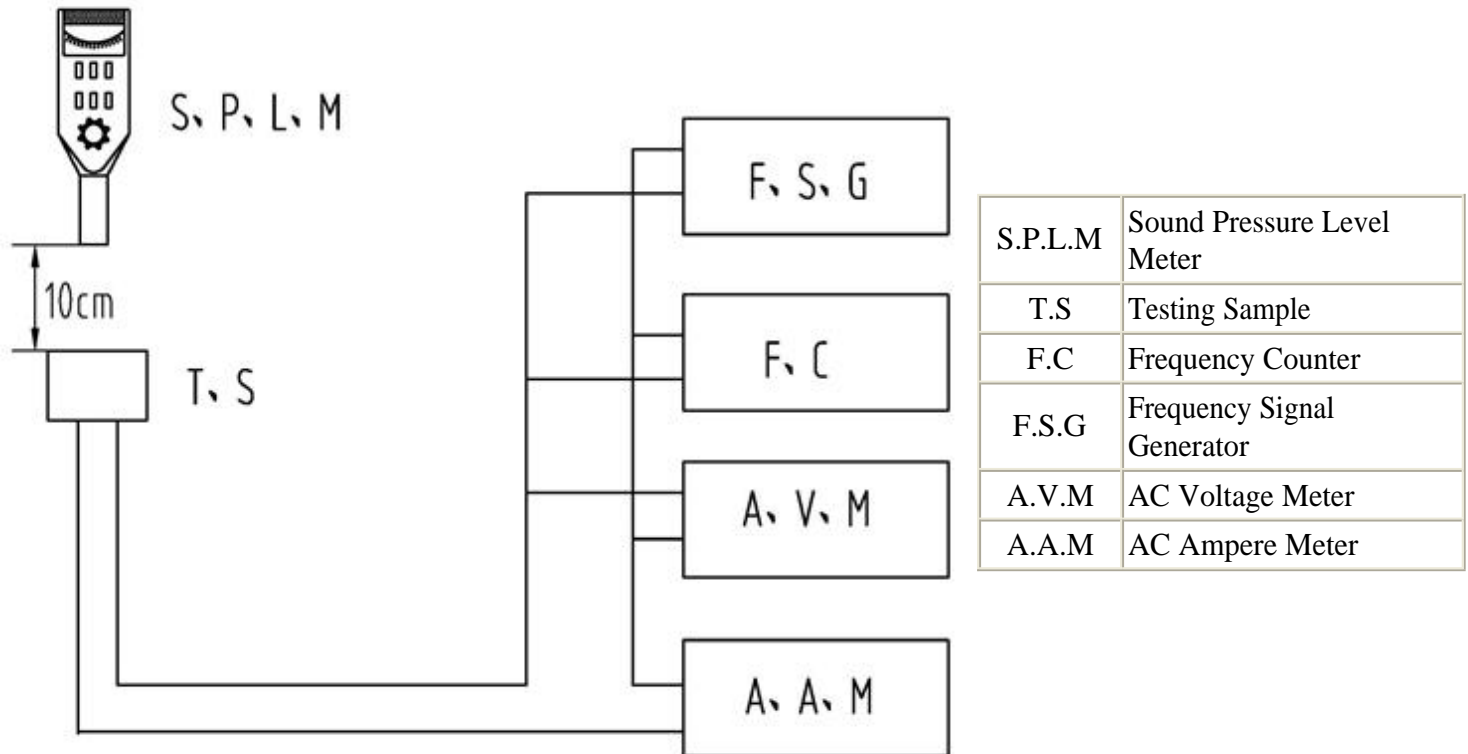 S、P、L、M
10cm
T、S
F、S、G
F、C
A、V、M
A、A、M
S.P.L.M Sound Pressure Level
Meter
T.S Testing Sample
F.C Frequency Counter
F.S.G Frequency Signal
Generator
A.V.M AC Voltage Meter
A.A.M AC Ampere Meter